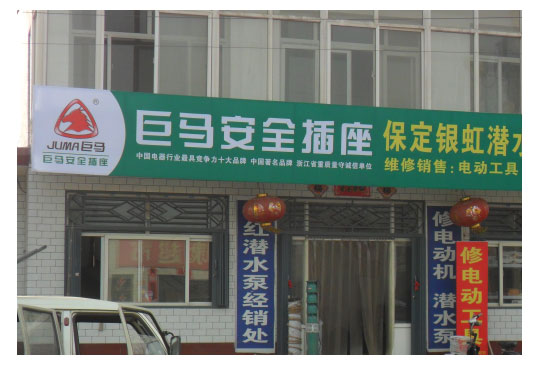 JUMA巨马
巨马安全插座
巨马安全插座
中国电器行业最具竞争力十大品牌 中国著名品牌 浙江省重质量守诚信单位
保定银虹潜水
维修销售:电动工具
虹潜水泵经销处
修电动机 潜水泵
修电动工具